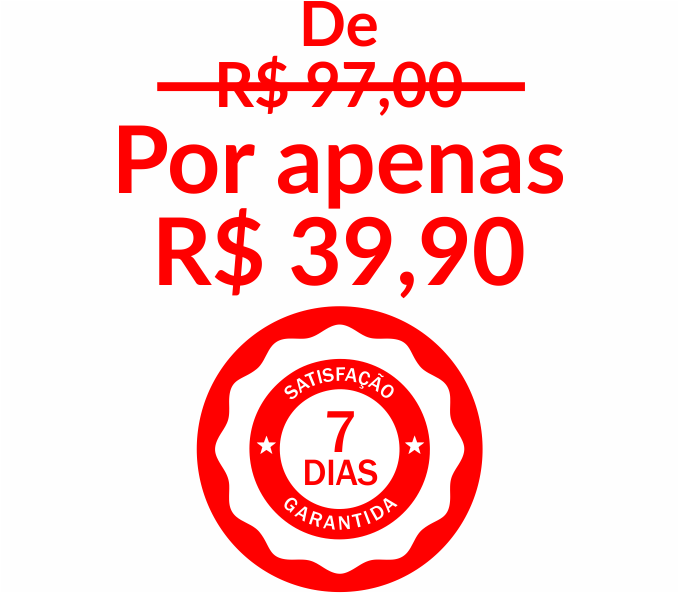 De
R$ 97,00
Por apenas
R$ 39,90
SATISFAÇÃO
7
DIAS
GARANTIDA